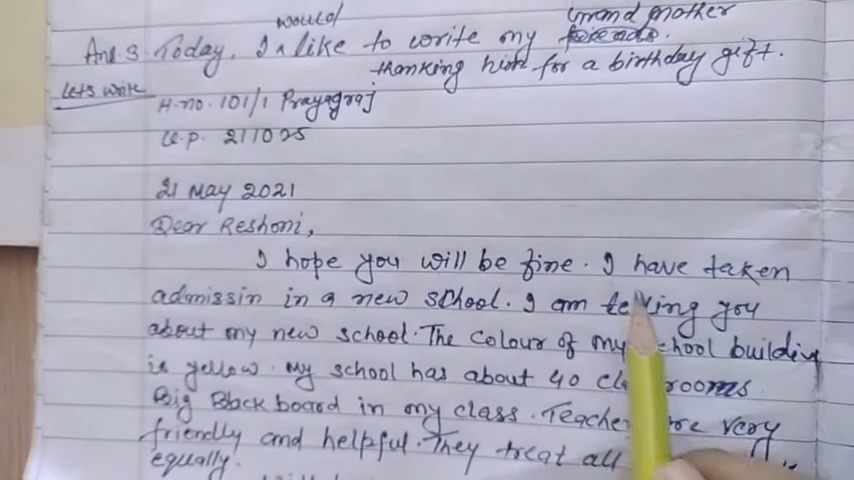 would        Grand mother
Ans.3. Today, I ^ like to write my
thanking him for a birthday gift.
Let's write
H.no. 101/1 Prayagraj
U.P. 211025
21 May 2021
Dear Reshoni,
I hope you will be fine. I have taken
admissin in a new school. I am telling you
about my new school. The colour of my school building
is yellow. My school has about 40 class rooms.
Big Black board in my class. Teachers are very
friendly and helpful. They treat all
equally.